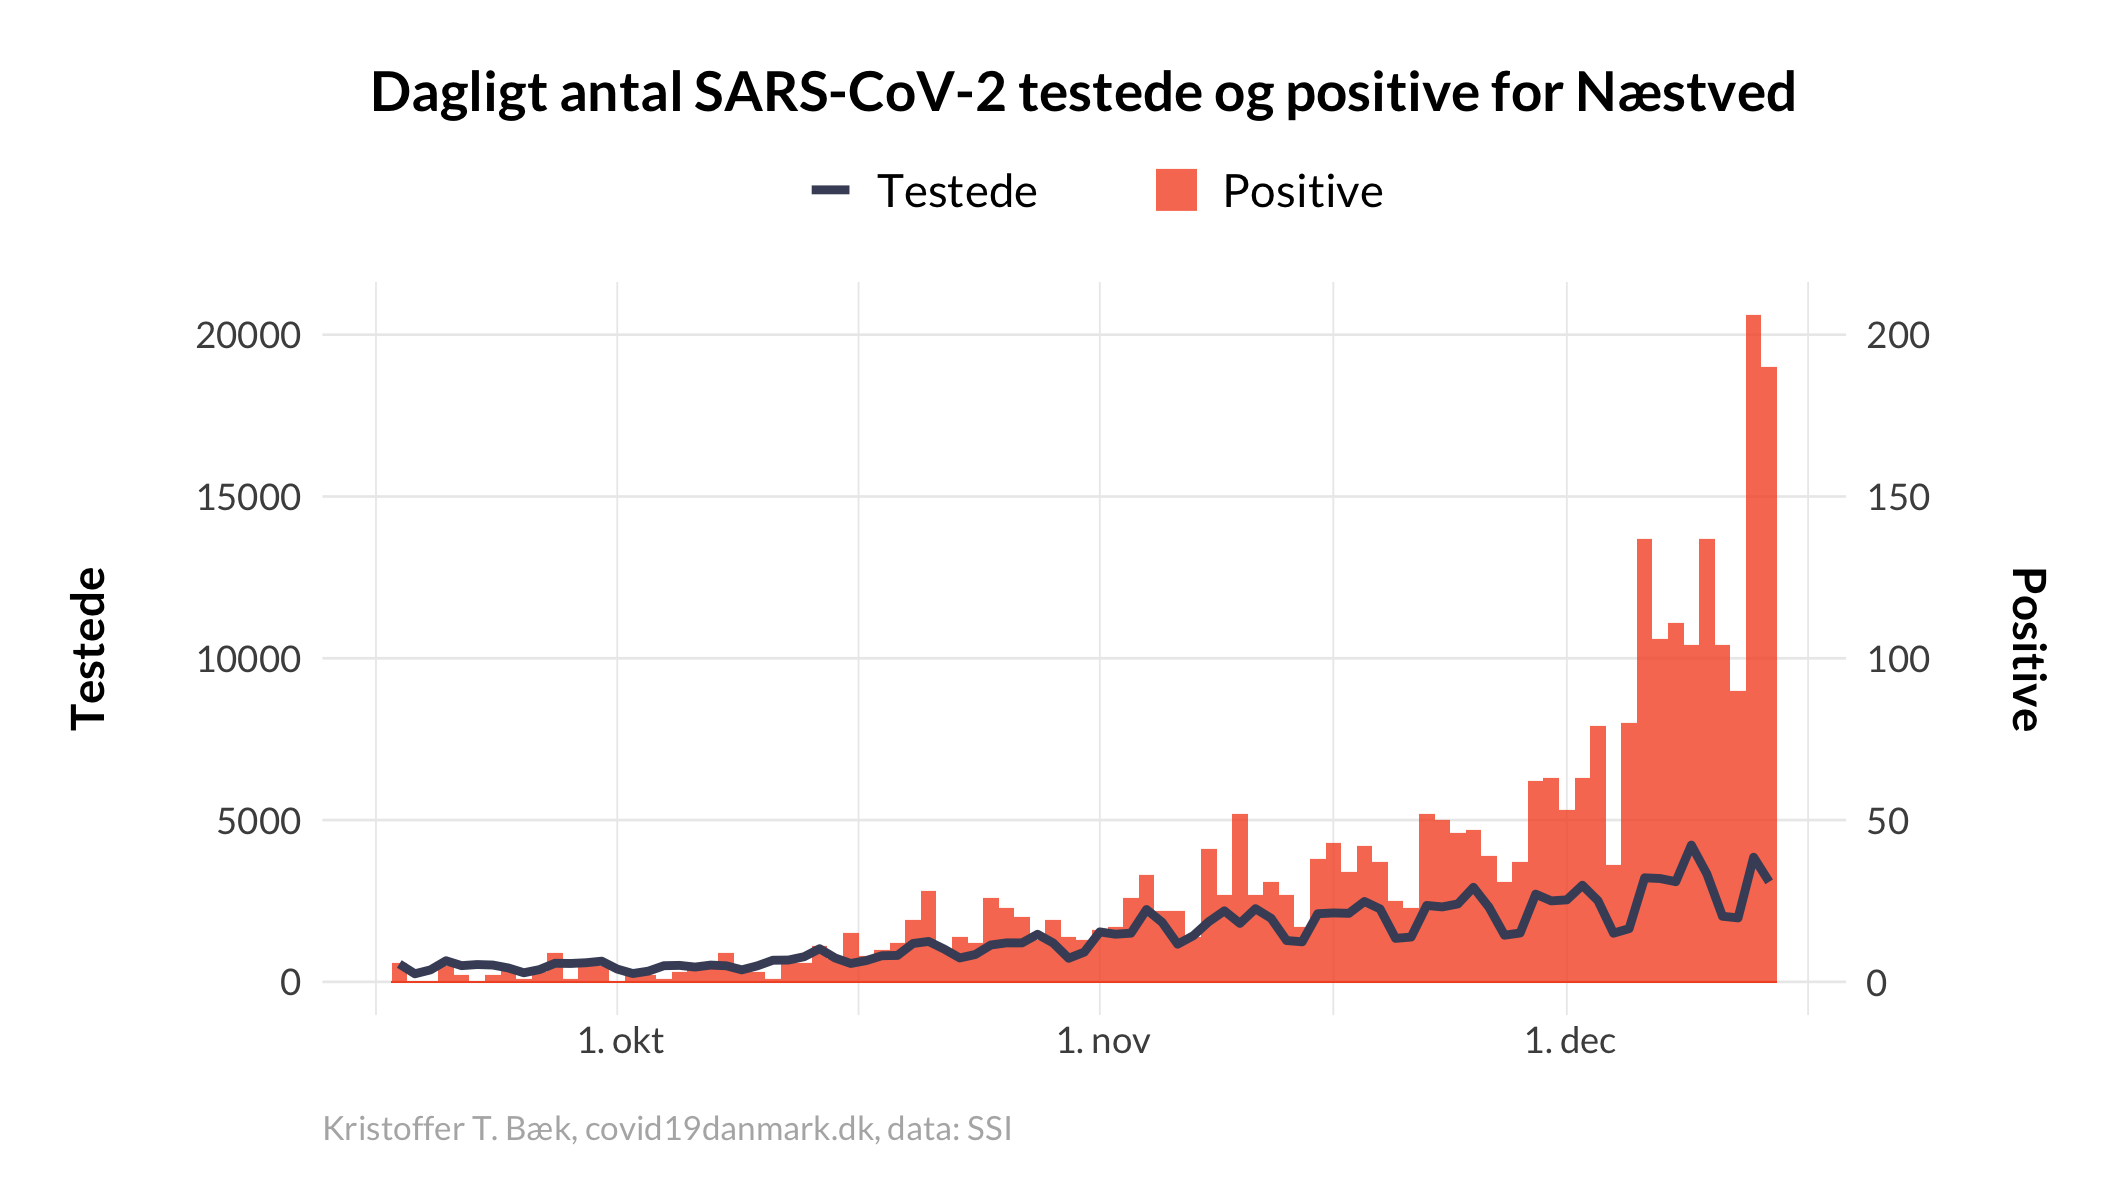 Dagligt antal SARS-CoV-2 testede og positive for Næstved
Testede
Positive
20000
15000
10000
5000
0
200
150
100
50
0
Testede
Positive
1. okt
1. nov
1. dec
Kristoffer T. Bæk, covid19danmark.dk, data: SSI